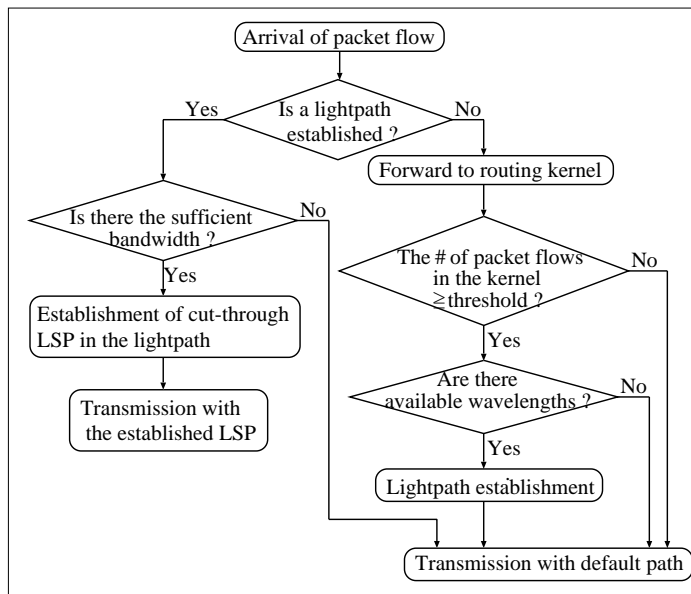 Arrival of packet flow
Is a lightpath
established ?
Yes
No
Forward to routing kernel
Is there the sufficient
bandwidth ?
No
Yes
Establishment of cut-through
LSP in the lightpath
Transmission with
the established LSP
The # of packet flows
in the kernel
≥threshold ?
No
Yes
Are there
available wavelengths ?
No
Yes
Lightpath establishment
Transmission with default path